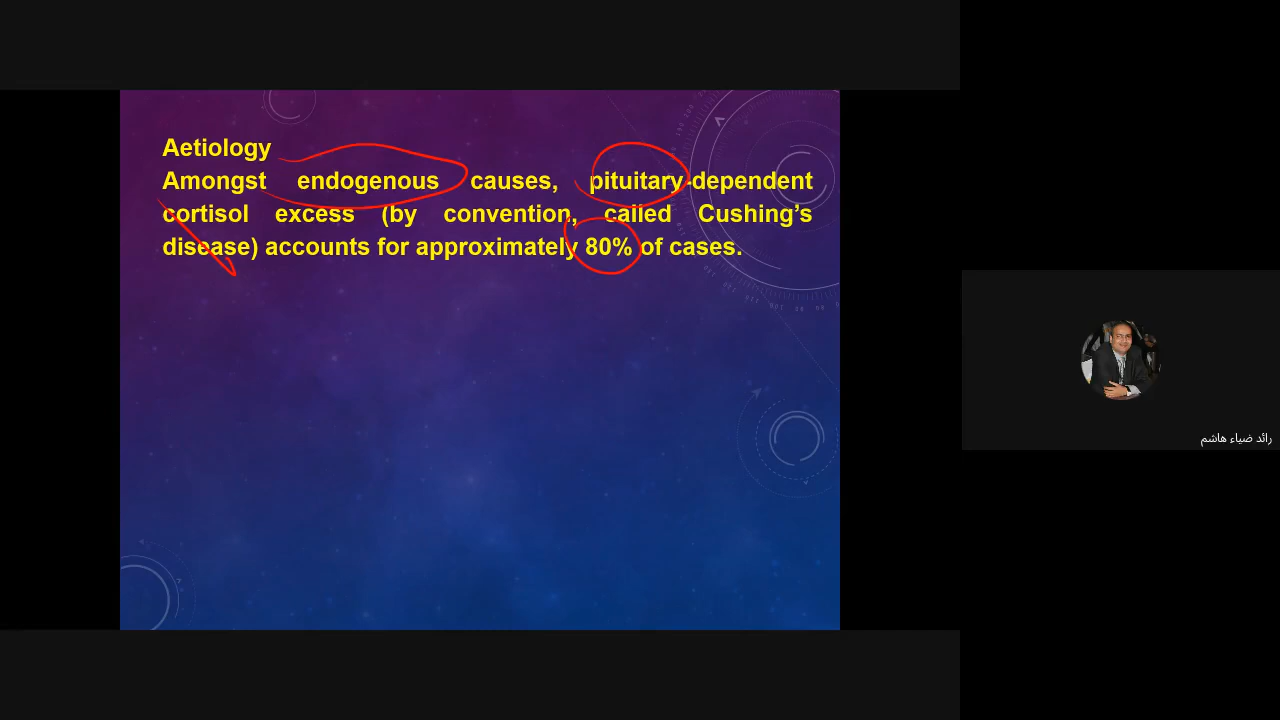 Aetiology
Amongst endogenous causes, pituitary-dependent
cortisol excess (by convention, called Cushing’s
disease) accounts for approximately 80% of cases.
رائد ضياء هاشم